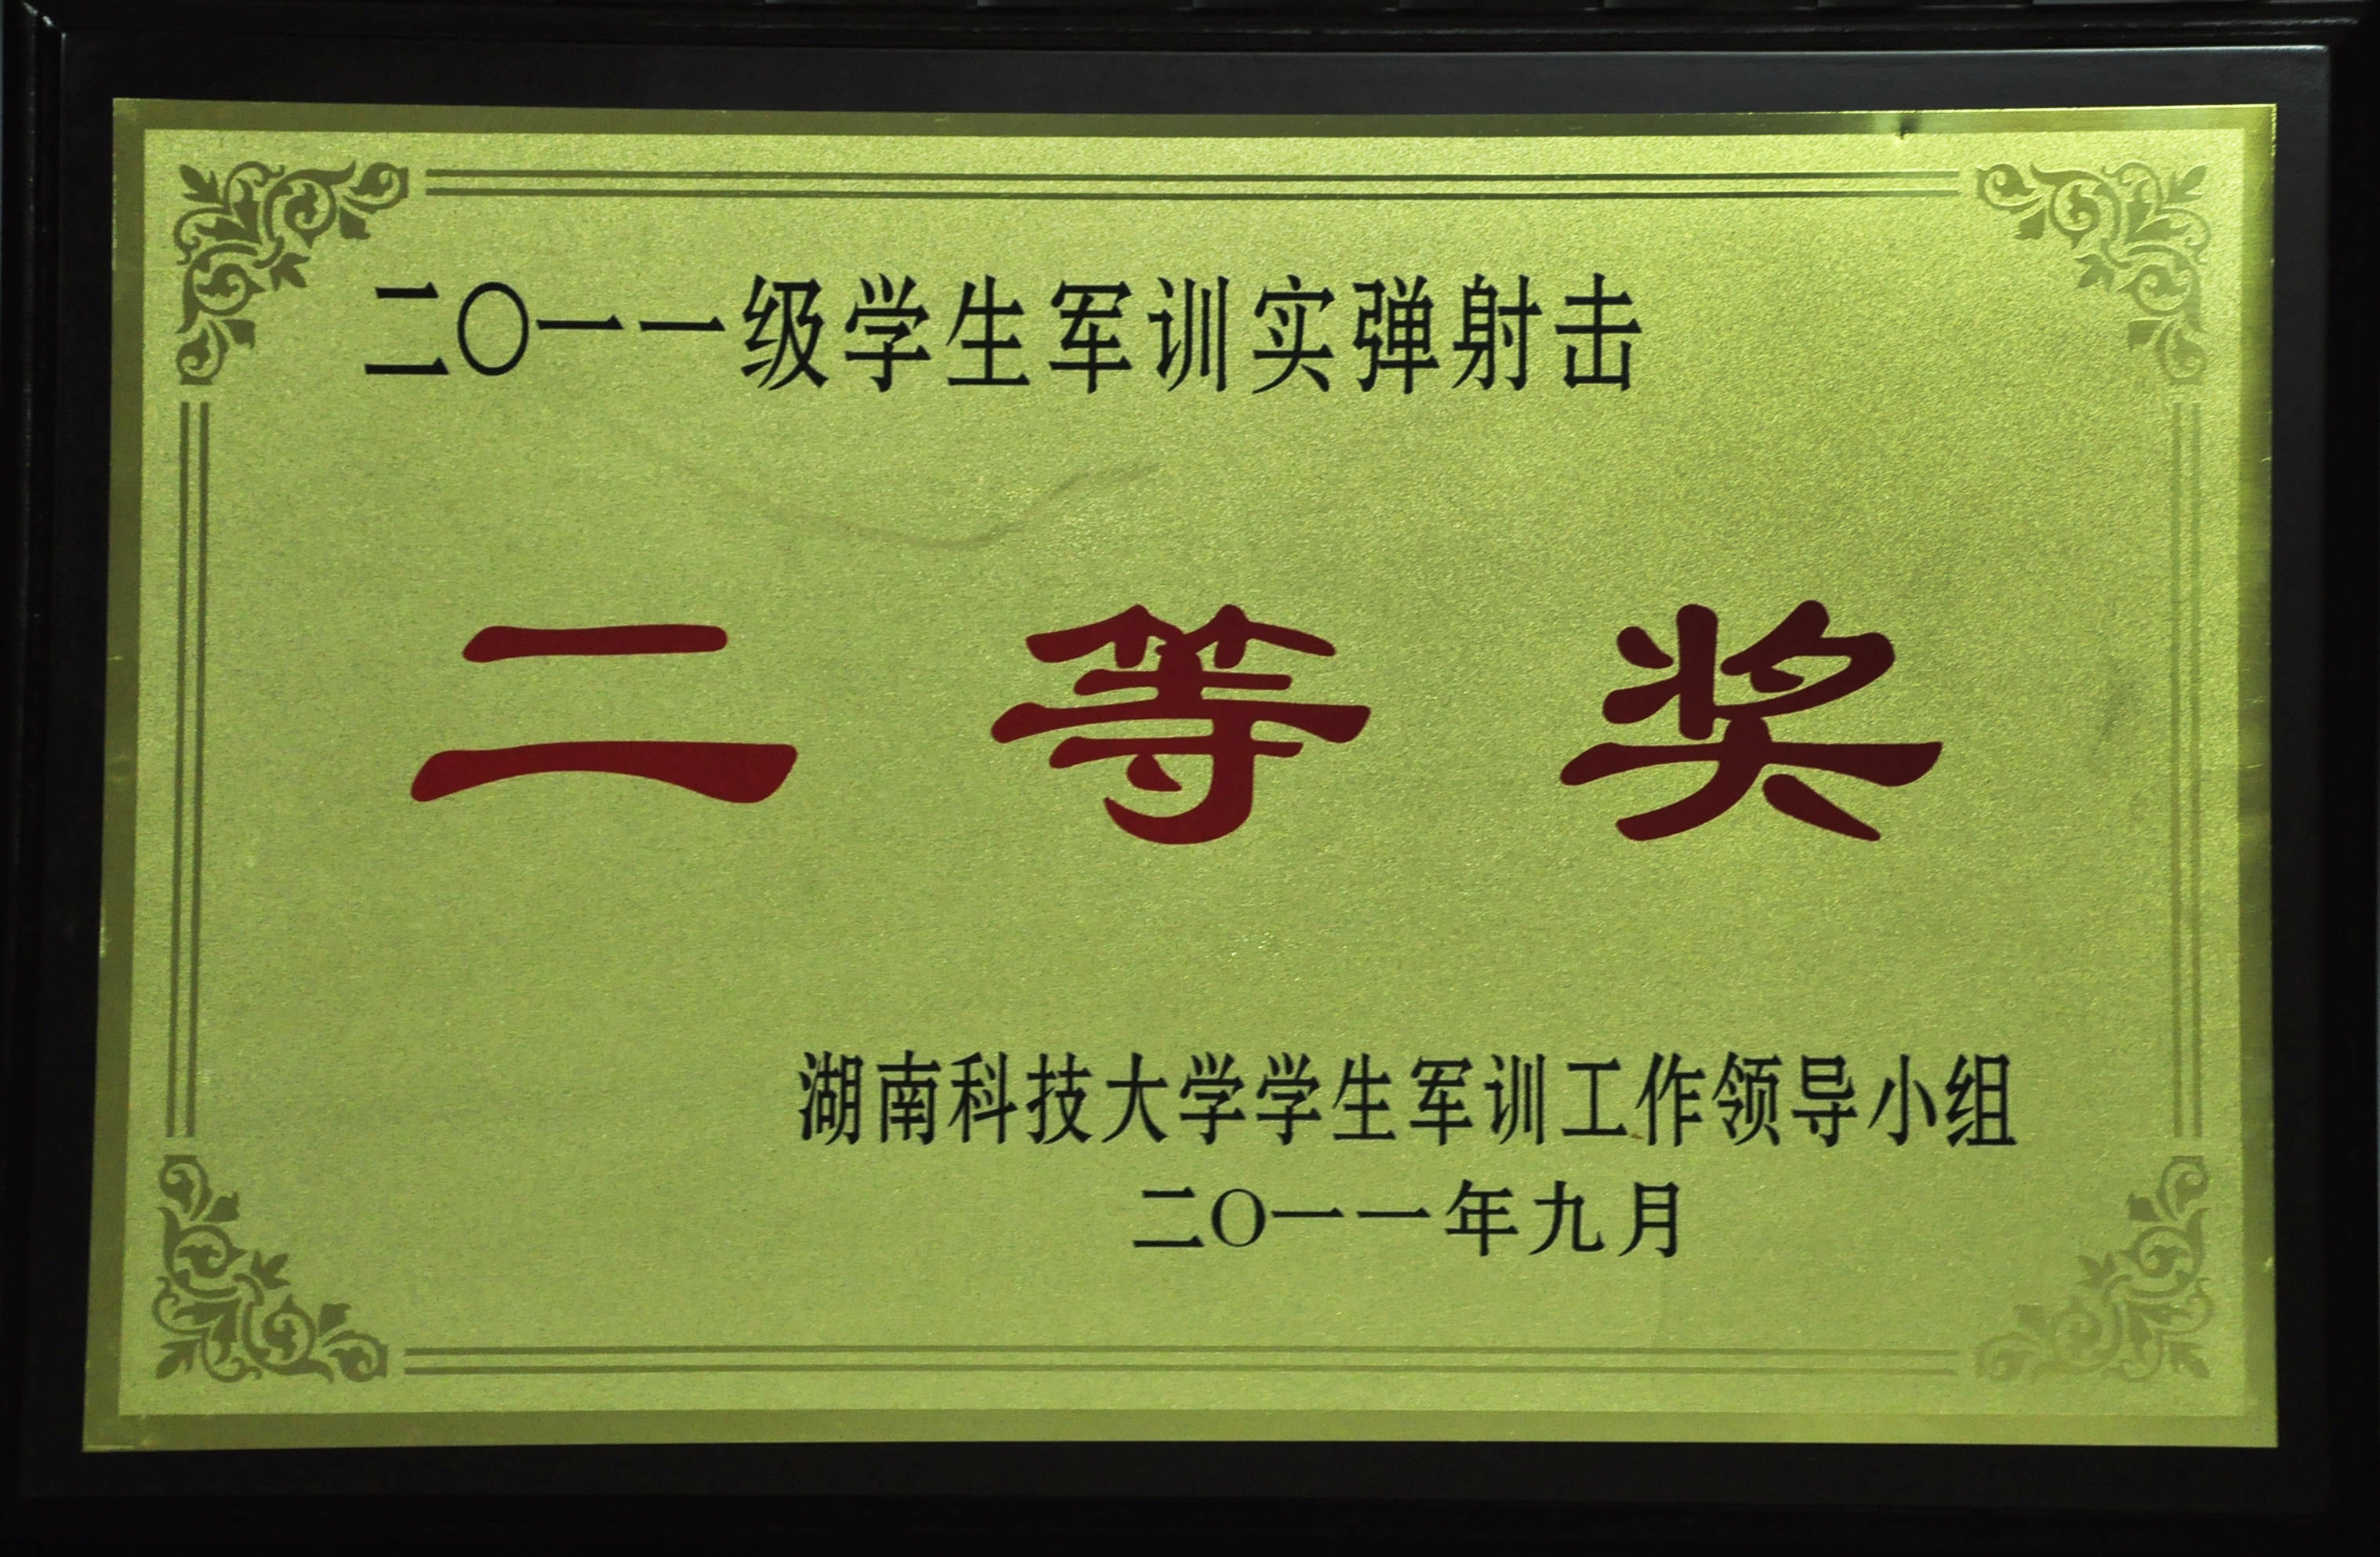 二〇一一级学生军训实弹射击
二等奖
湖南科技大学学生军训工作领导小组
二〇一一年九月